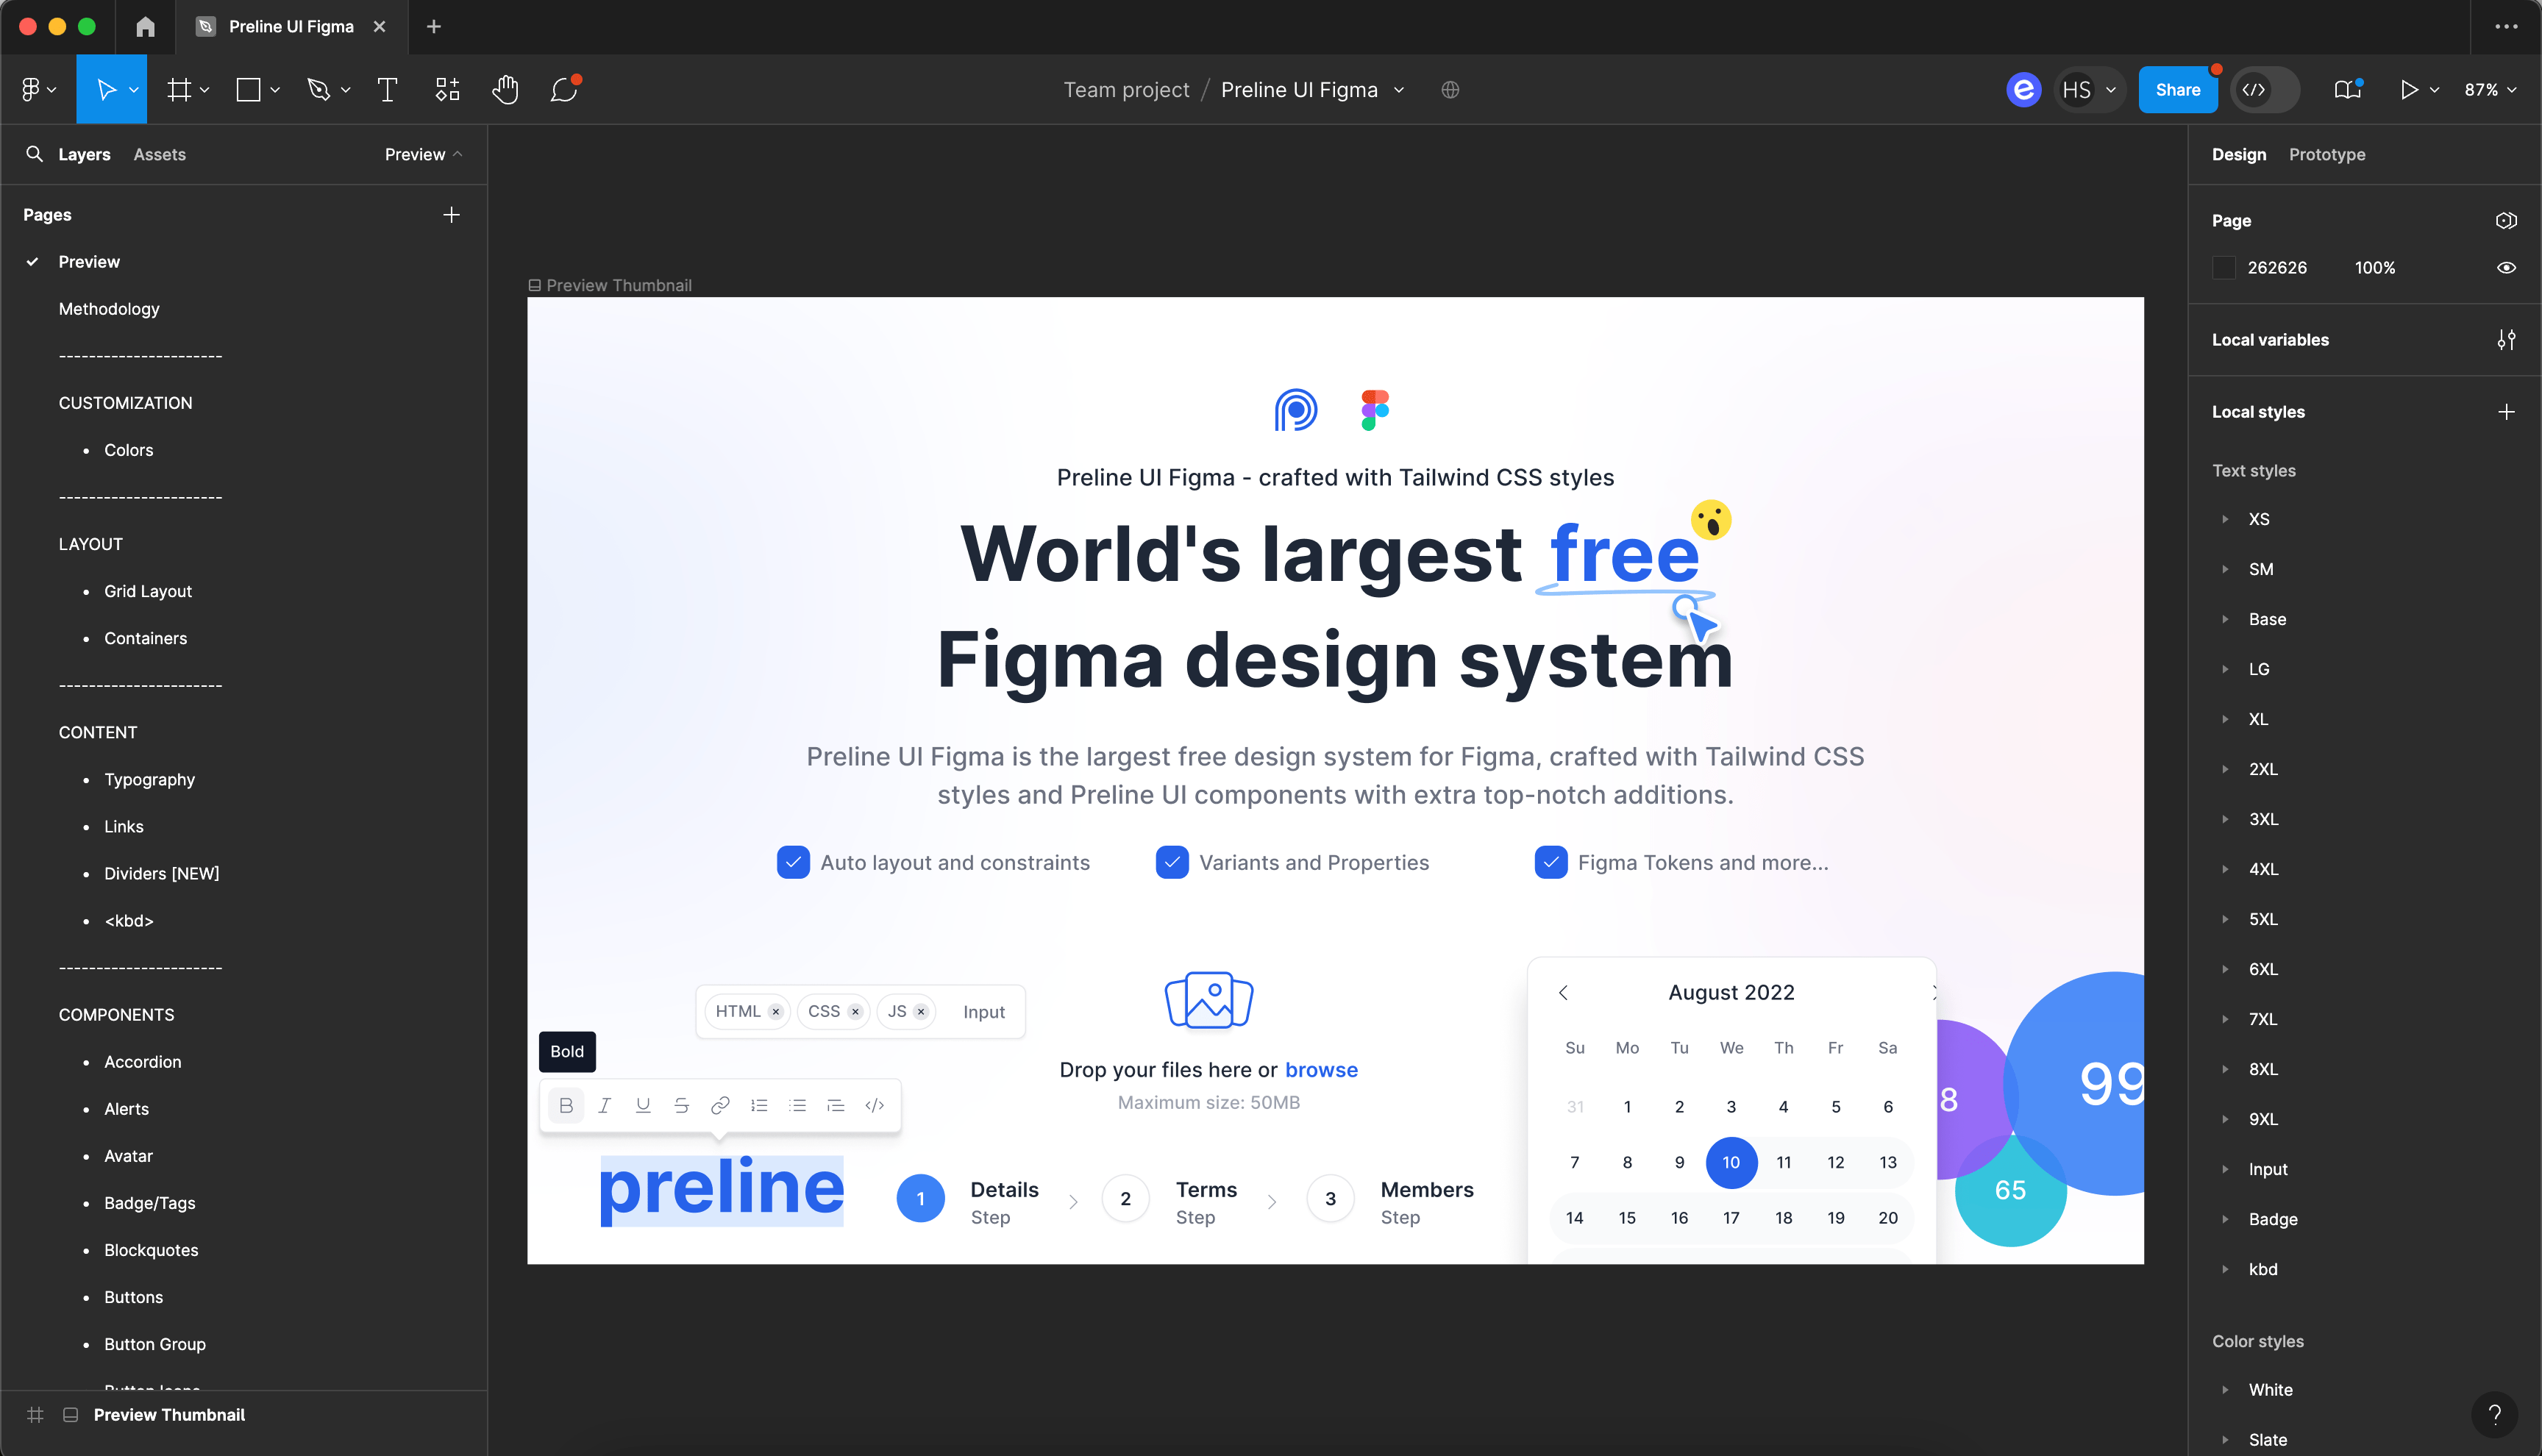 Preline UI Figma
Team project / Preline UI Figma
HS
Share
87%
Layers Assets Preview
Pages
Preview
Methodology
----------------------
CUSTOMIZATION
• Colors
----------------------
LAYOUT
• Grid Layout
• Containers
----------------------
CONTENT
• Typography
• Links
• Dividers [NEW]
• <kbd>
----------------------
COMPONENTS
• Accordion
• Alerts
• Avatar
• Badge/Tags
• Blockquotes
• Buttons
• Button Group
Preview Thumbnail
Preview Thumbnail
Preline UI Figma - crafted with Tailwind CSS styles
World's largest free
Figma design system
Preline UI Figma is the largest free design system for Figma, crafted with Tailwind CSS
styles and Preline UI components with extra top-notch additions.
Auto layout and constraints
Variants and Properties
Figma Tokens and more...
HTML CSS JS Input
Bold
B I U S
preline
Drop your files here or browse
Maximum size: 50MB
1 Details
Step
2 Terms
Step
3 Members
Step
August 2022
Su Mo Tu We Th Fr Sa
31 1 2 3 4 5 6
7 8 9 10 11 12 13
14 15 16 17 18 19 20
8
99
65
Design Prototype
Page
262626 100%
Local variables
Local styles
Text styles
XS
SM
Base
LG
XL
2XL
3XL
4XL
5XL
6XL
7XL
8XL
9XL
Input
Badge
kbd
Color styles
White
Slate
?